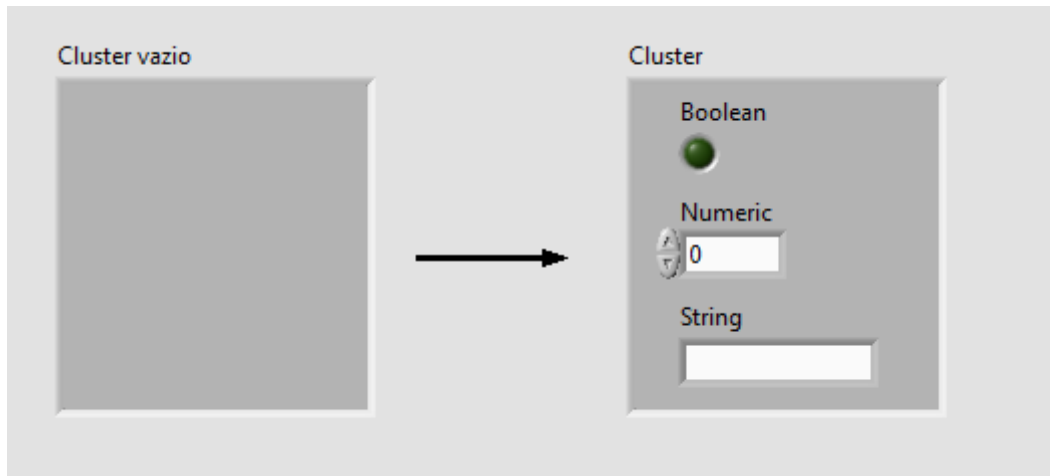 Cluster vazio
Cluster
Boolean
Numeric
0
String